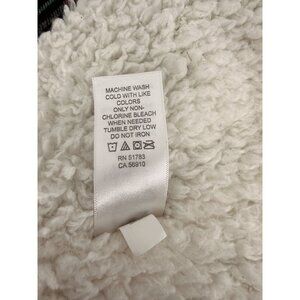 MACHINE WASH
COLD WITH LIKE
COLORS
ONLY NON-
CHLORINE BLEACH
WHEN NEEDED
TUMBLE DRY LOW
DO NOT IRON
RN 51783
CA 56910